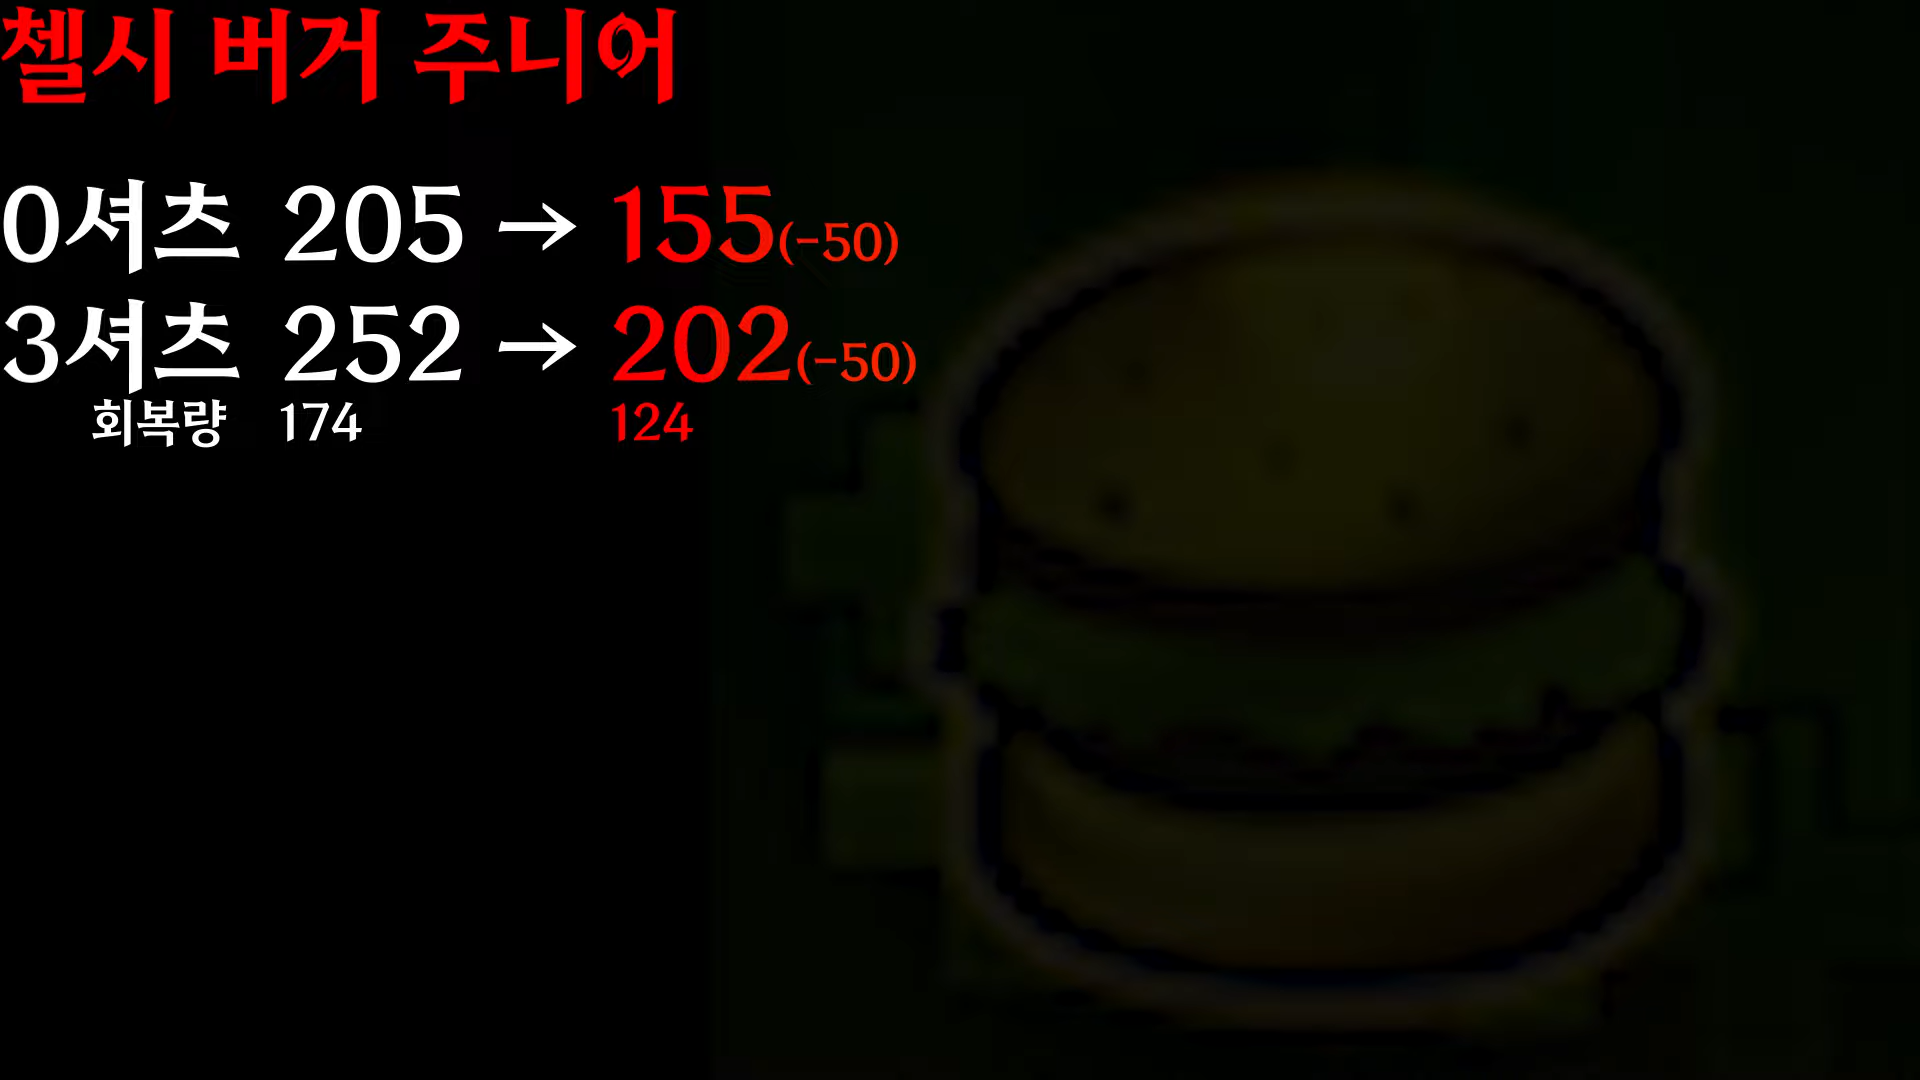 첼시 버거 주니어
0셔츠 205 → 155(-50)
3셔츠 252 → 202(-50)
회복량 174 124